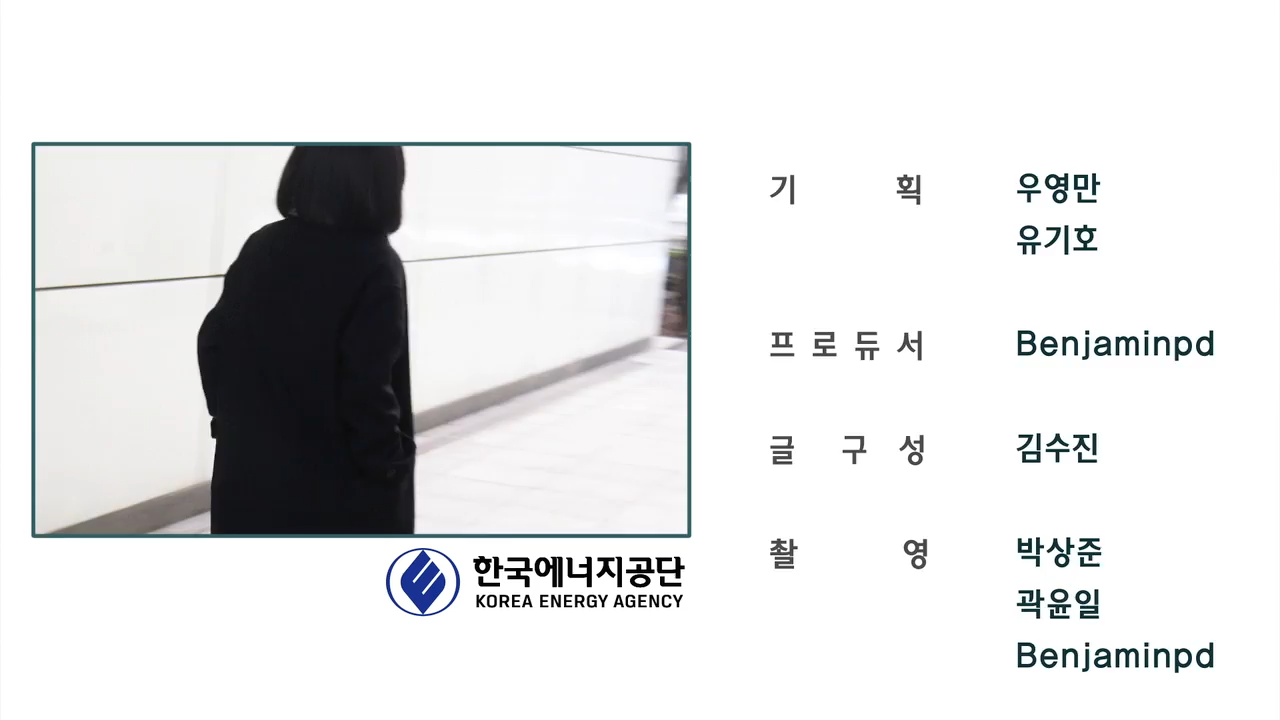 기 획 우영만
유기호
프로듀서 Benjaminpd
글 구성 김수진
촬 영 박상준
곽윤일
Benjaminpd
한국에너지공단
KOREA ENERGY AGENCY